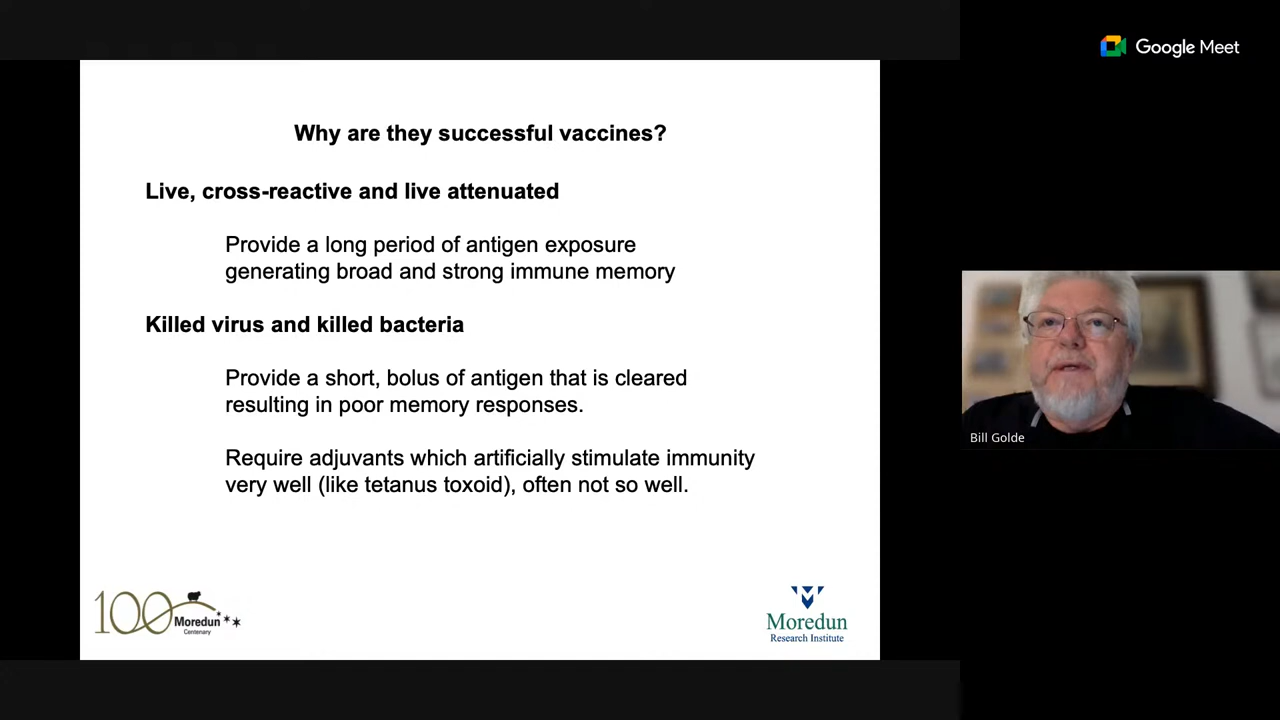 Google Meet
Why are they successful vaccines?
Live, cross-reactive and live attenuated
Provide a long period of antigen exposure
generating broad and strong immune memory
Killed virus and killed bacteria
Provide a short, bolus of antigen that is cleared
resulting in poor memory responses.
Require adjuvants which artificially stimulate immunity
very well (like tetanus toxoid), often not so well.
Bill Golde
100 Moredun
Centenary
Moredun
Research Institute